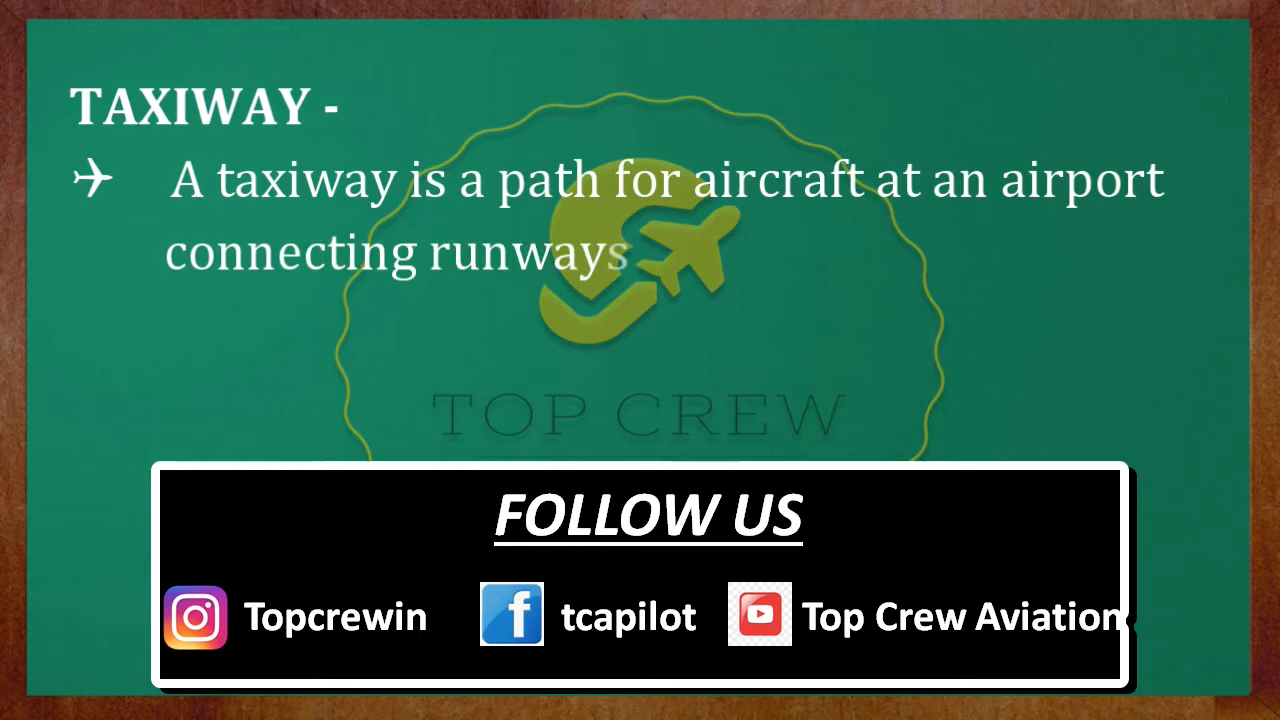 TAXIWAY -
A taxiway is a path for aircraft at an airport
connecting runways
TOP CREW
FOLLOW US
Topcrewin tcapilot Top Crew Aviation